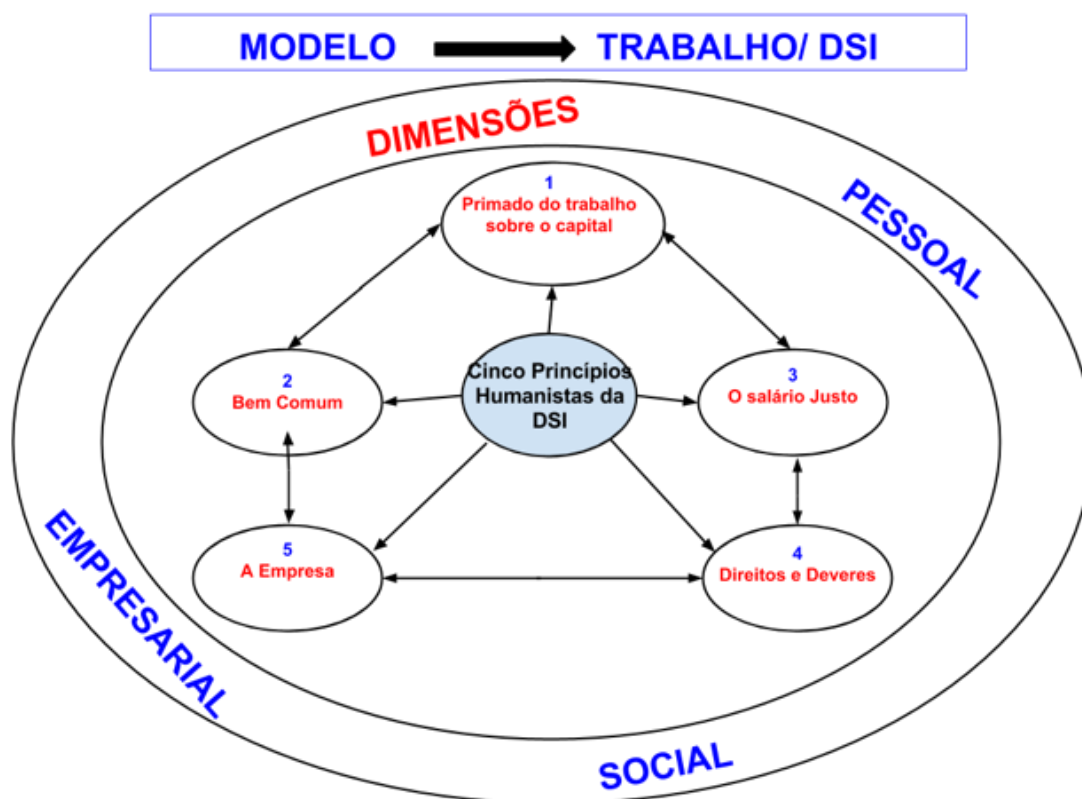 MODELO TRABALHO/ DSI
DIMENSÕES
PESSOAL
1
Primado do trabalho
sobre o capital
2
Bem Comum
Cinco Princípios
Humanistas da
DSI
3
O salário Justo
5
A Empresa
4
Direitos e Deveres
EMPRESARIAL
SOCIAL